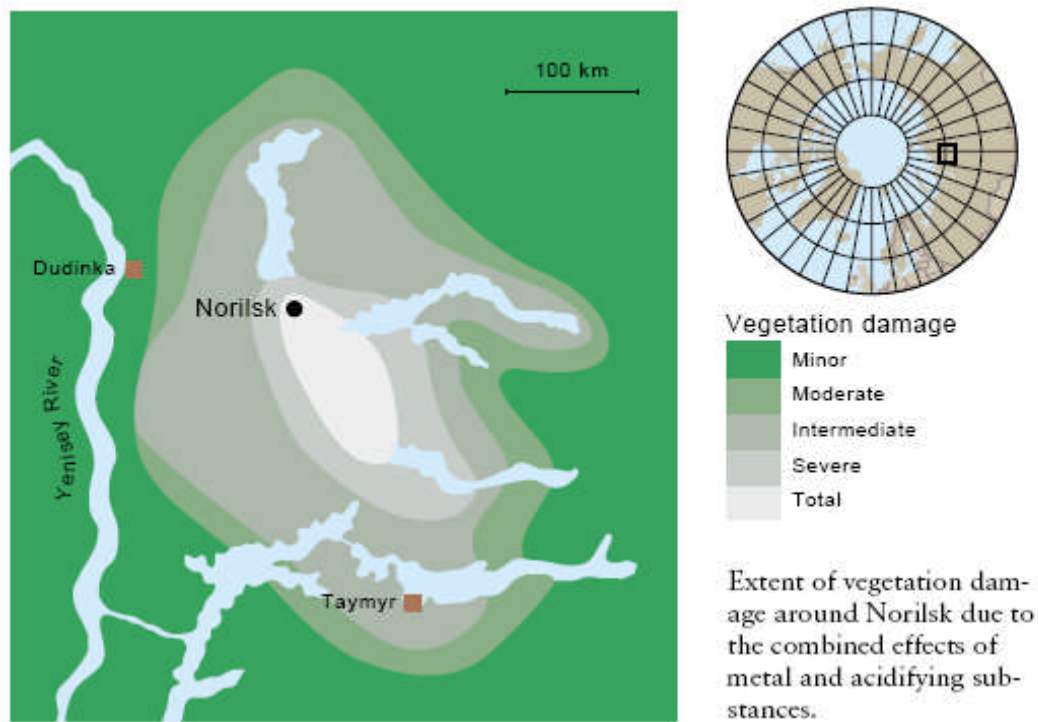 100 km
Dudinka
Norilsk
Yenisey River
Taymyr
Vegetation damage
Minor
Moderate
Intermediate
Severe
Total
Extent of vegetation dam-
age around Norilsk due to
the combined effects of
metal and acidifying sub-
stances.